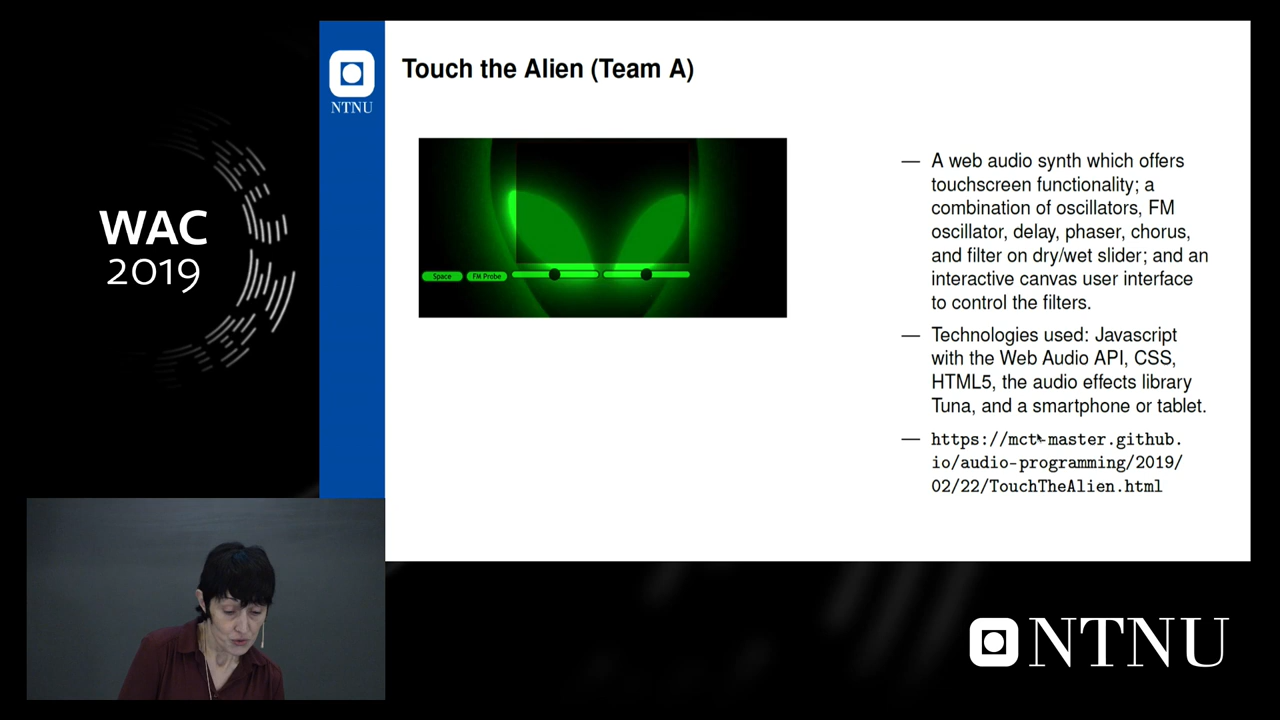 Touch the Alien (Team A)
NTNU
WAC
2019
Space
FM Probe
— A web audio synth which offers
touchscreen functionality; a
combination of oscillators, FM
oscillator, delay, phaser, chorus,
and filter on dry/wet slider; and an
interactive canvas user interface
to control the filters.
— Technologies used: Javascript
with the Web Audio API, CSS,
HTML5, the audio effects library
Tuna, and a smartphone or tablet.
— https://mct-master.github.
io/audio-programming/2019/
02/22/TouchTheAlien.html
NTNU